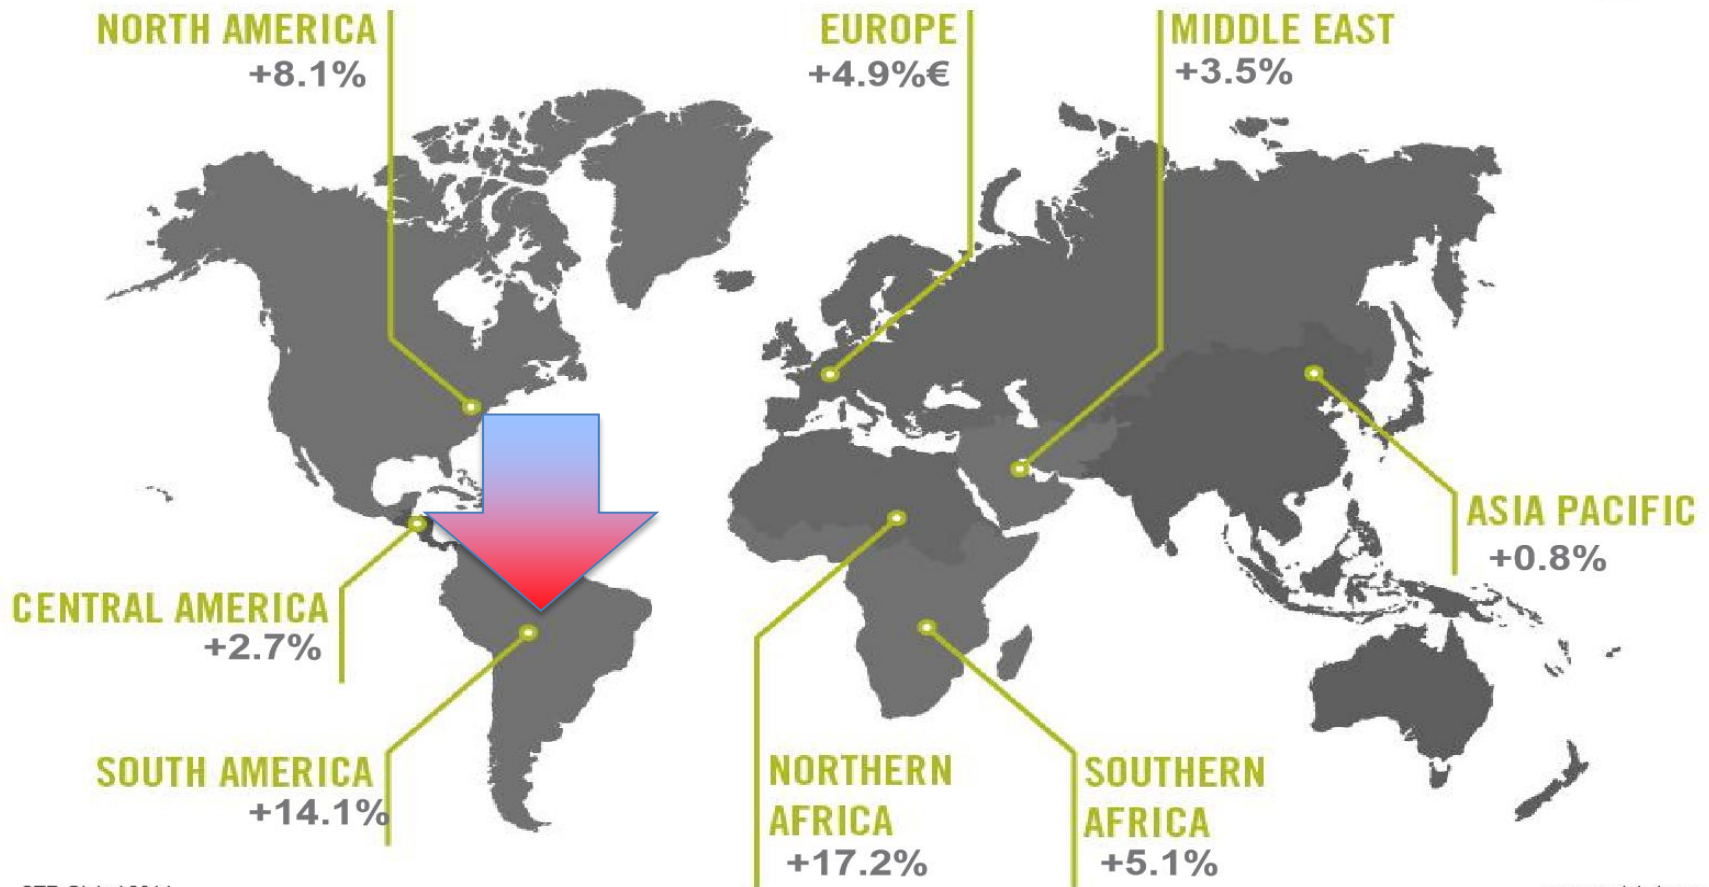 NORTH AMERICA
+8.1%
EUROPE
+4.9%€
MIDDLE EAST
+3.5%
ASIA PACIFIC
+0.8%
CENTRAL AMERICA
+2.7%
SOUTH AMERICA
+14.1%
NORTHERN
AFRICA
+17.2%
SOUTHERN
AFRICA
+5.1%